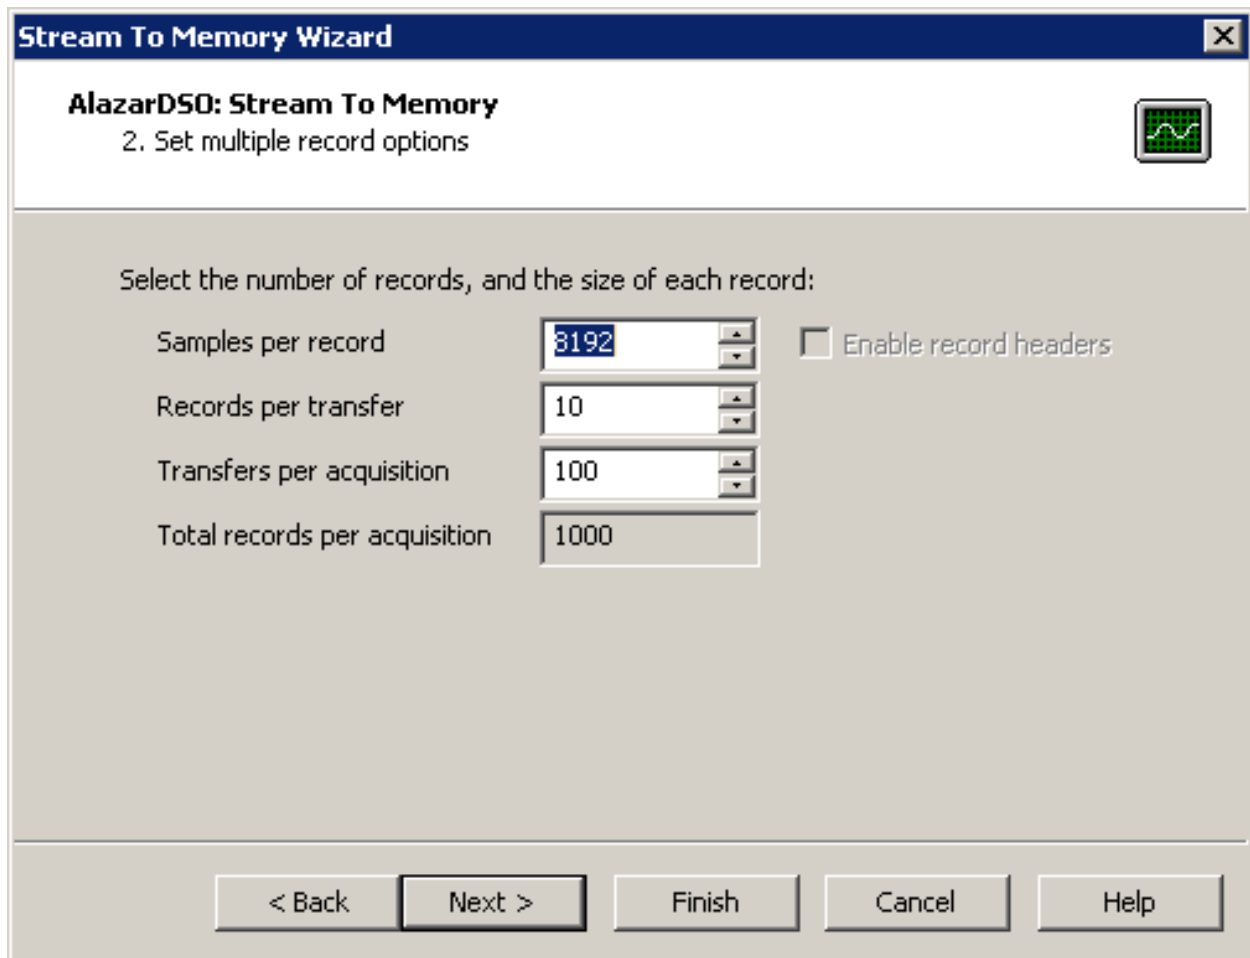 Stream To Memory Wizard
AlazarDSO: Stream To Memory
2. Set multiple record options
Select the number of records, and the size of each record:
Samples per record 8192 Enable record headers
Records per transfer 10
Transfers per acquisition 100
Total records per acquisition 1000
< Back Next > Finish Cancel Help